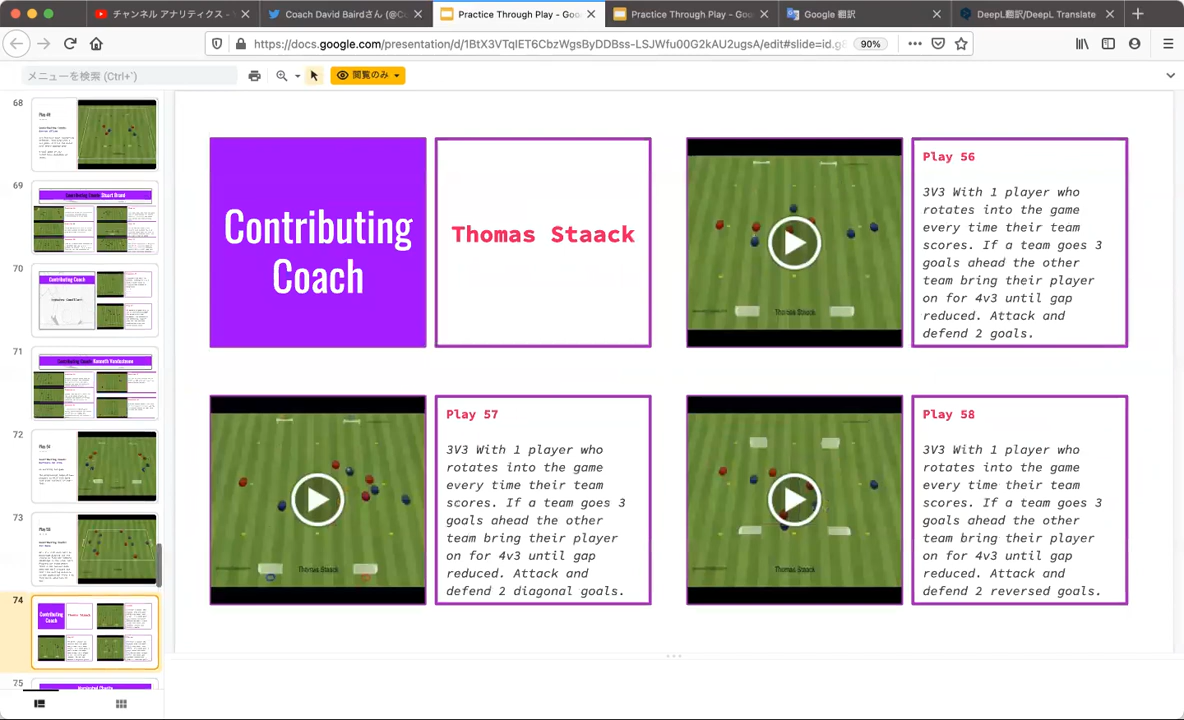 チャンネル アナリティクス - Y
Coach David Bairdさん (@Co
Practice Through Play - Goo
Practice Through Play - Goo
Google 翻訳
DeepL翻訳/DeepL Translate
https://docs.google.com/presentation/d/1BtX3VTqIET6CbzWgsByDDBss-LSJWfu00G2kAU2ugsA/edit#slide=id.g8
90%
メニューを検索 (Ctrl+`)
閲覧のみ
68
69
70
Contributing Coach
71
72
73
74
Contributing
Coach
Thomas Staack
75
Contributing
Coach
Thomas Staack
Thomas Staack
Play 56
3V3 With 1 player who
rotates into the game
every time their team
scores. If a team goes 3
goals ahead the other
team bring their player
on for 4v3 until gap
reduced. Attack and
defend 2 goals.
Thomas Staack
Play 57
3V3 With 1 player who
rotates into the game
every time their team
scores. If a team goes 3
goals ahead the other
team bring their player
on for 4v3 until gap
reduced. Attack and
defend 2 diagonal goals.
Thomas Staack
Play 58
3V3 With 1 player who
rotates into the game
every time their team
scores. If a team goes 3
goals ahead the other
team bring their player
on for 4v3 until gap
reduced. Attack and
defend 2 reversed goals.